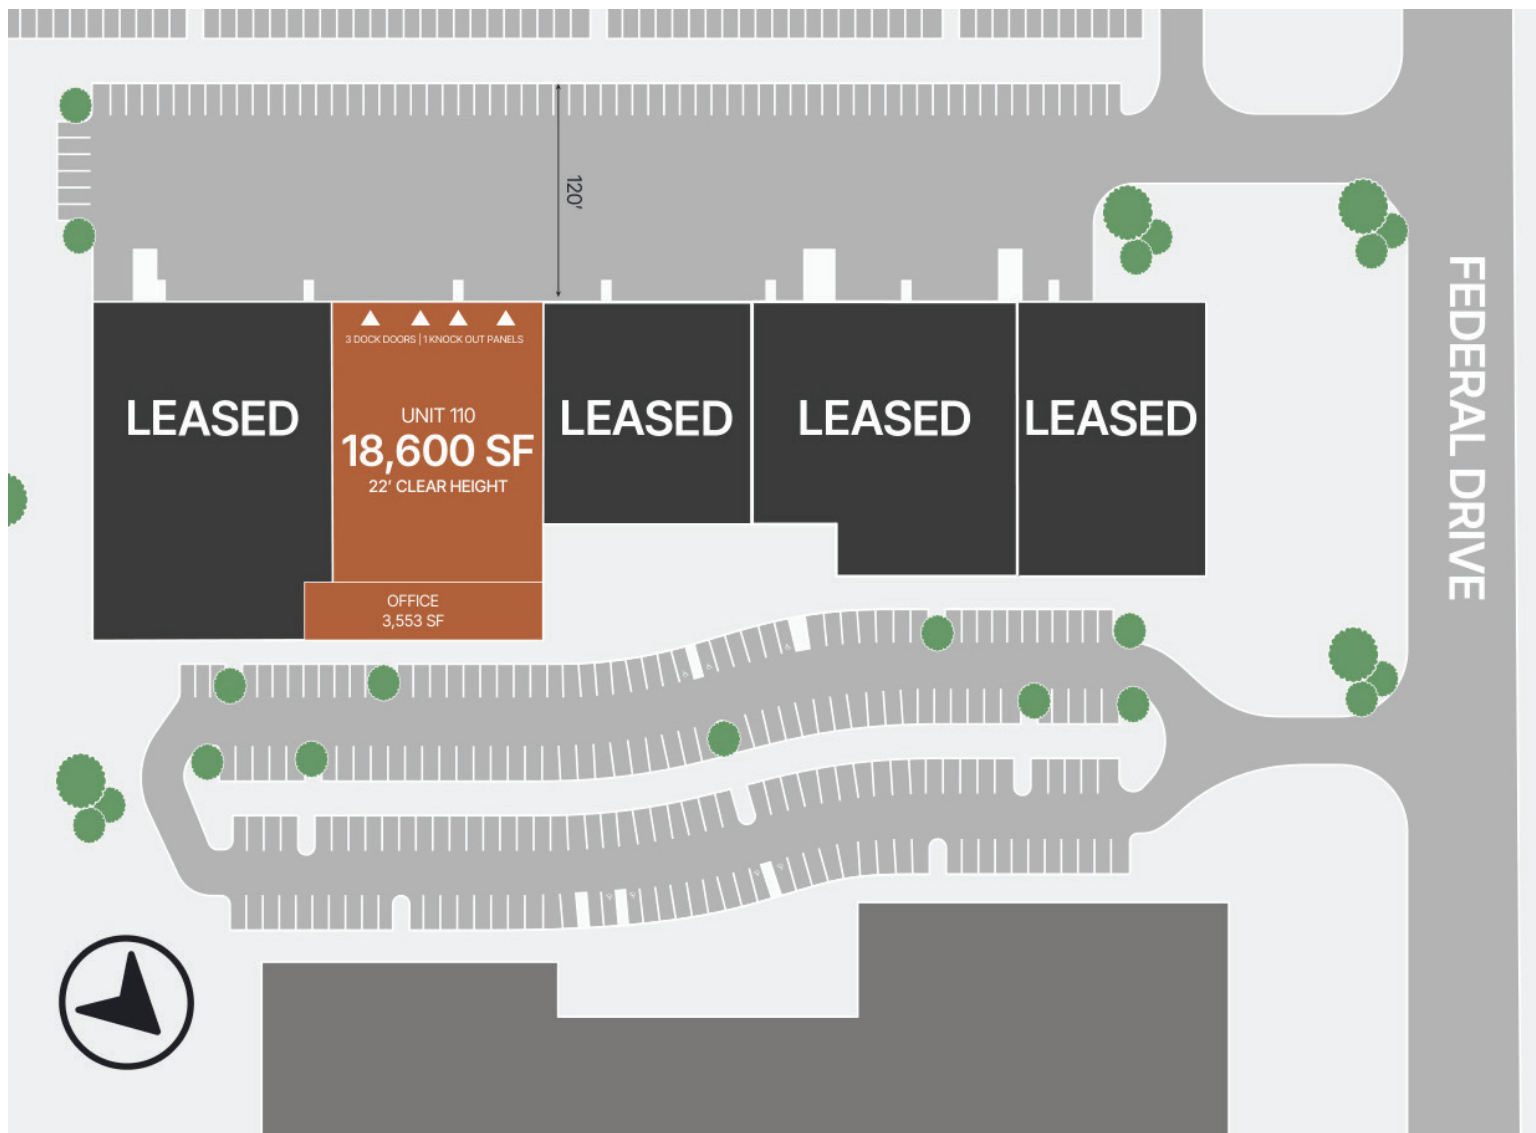 120'
FEDERAL DRIVE
3 DOCK DOORS | 1 KNOCK OUT PANELS
LEASED
UNIT 110
18,600 SF
22' CLEAR HEIGHT
LEASED
LEASED
LEASED
OFFICE
3,553 SF